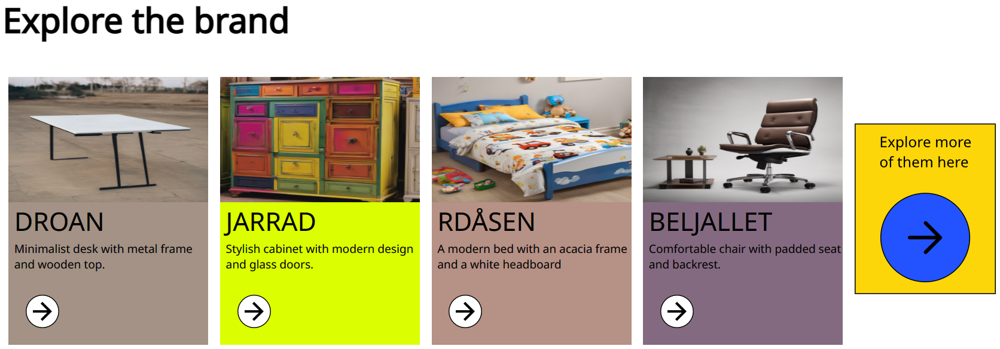 Explore the brand
DROAN
Minimalist desk with metal frame
and wooden top.
JARRAD
Stylish cabinet with modern design
and glass doors.
RDÅSEN
A modern bed with an acacia frame
and a white headboard
BELJALLET
Comfortable chair with padded seat
and backrest.
Explore more
of them here